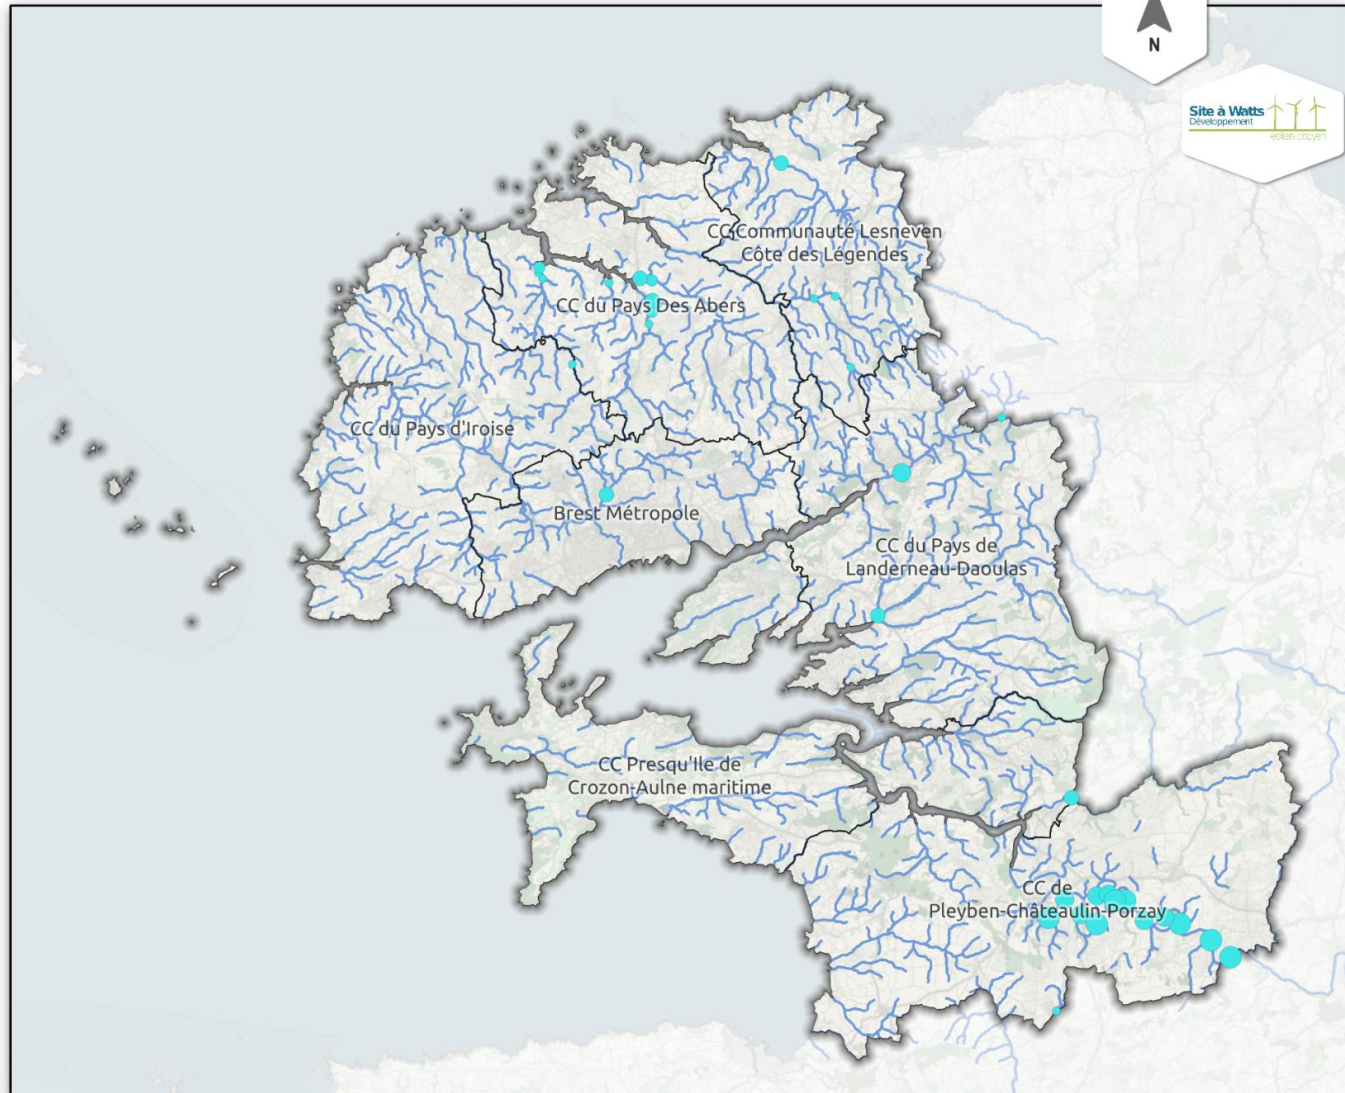 N
Site à Watts
Développement
eolien citoyen
CC Communauté Lesneven
Côte des Légendes
CC du Pays Des Abers
CC du Pays d'Iroise
Brest Métropole
CC du Pays de
Landerneau-Daoulas
CC Presqu'Ile de
Crozon-Aulne maritime
CC de
Pleyben-Châteaulin-Porzay